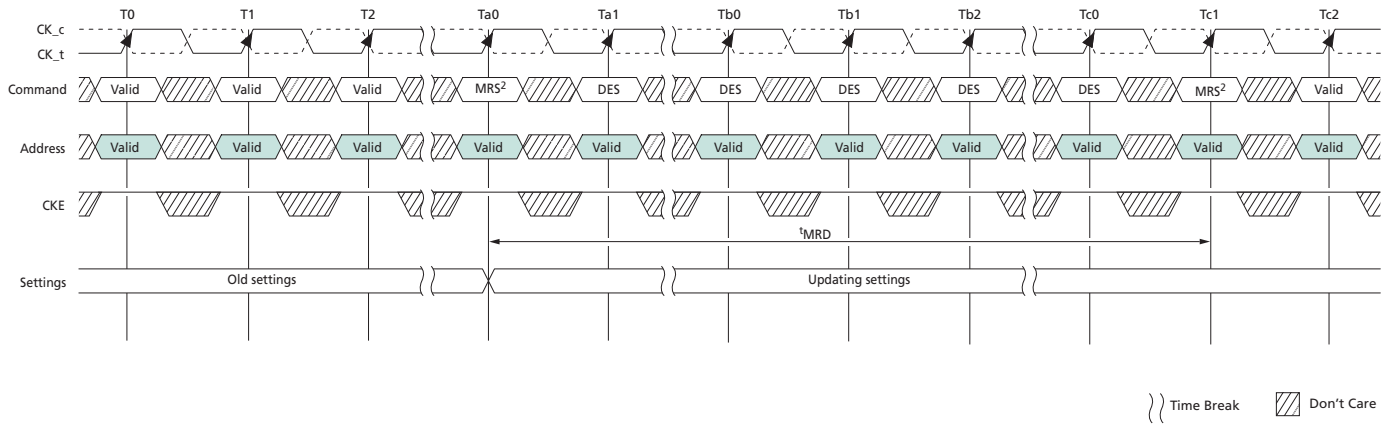 T0 T1 T2 Ta0 Ta1 Tb0 Tb1 Tb2 Tc0 Tc1 Tc2
CK_c
CK_t
Command Valid Valid Valid MRS² DES DES DES DES DES MRS² Valid
Address Valid Valid Valid Valid Valid Valid Valid Valid Valid Valid Valid
CKE
ᵗMRD
Settings Old settings Updating settings
Time Break Don't Care